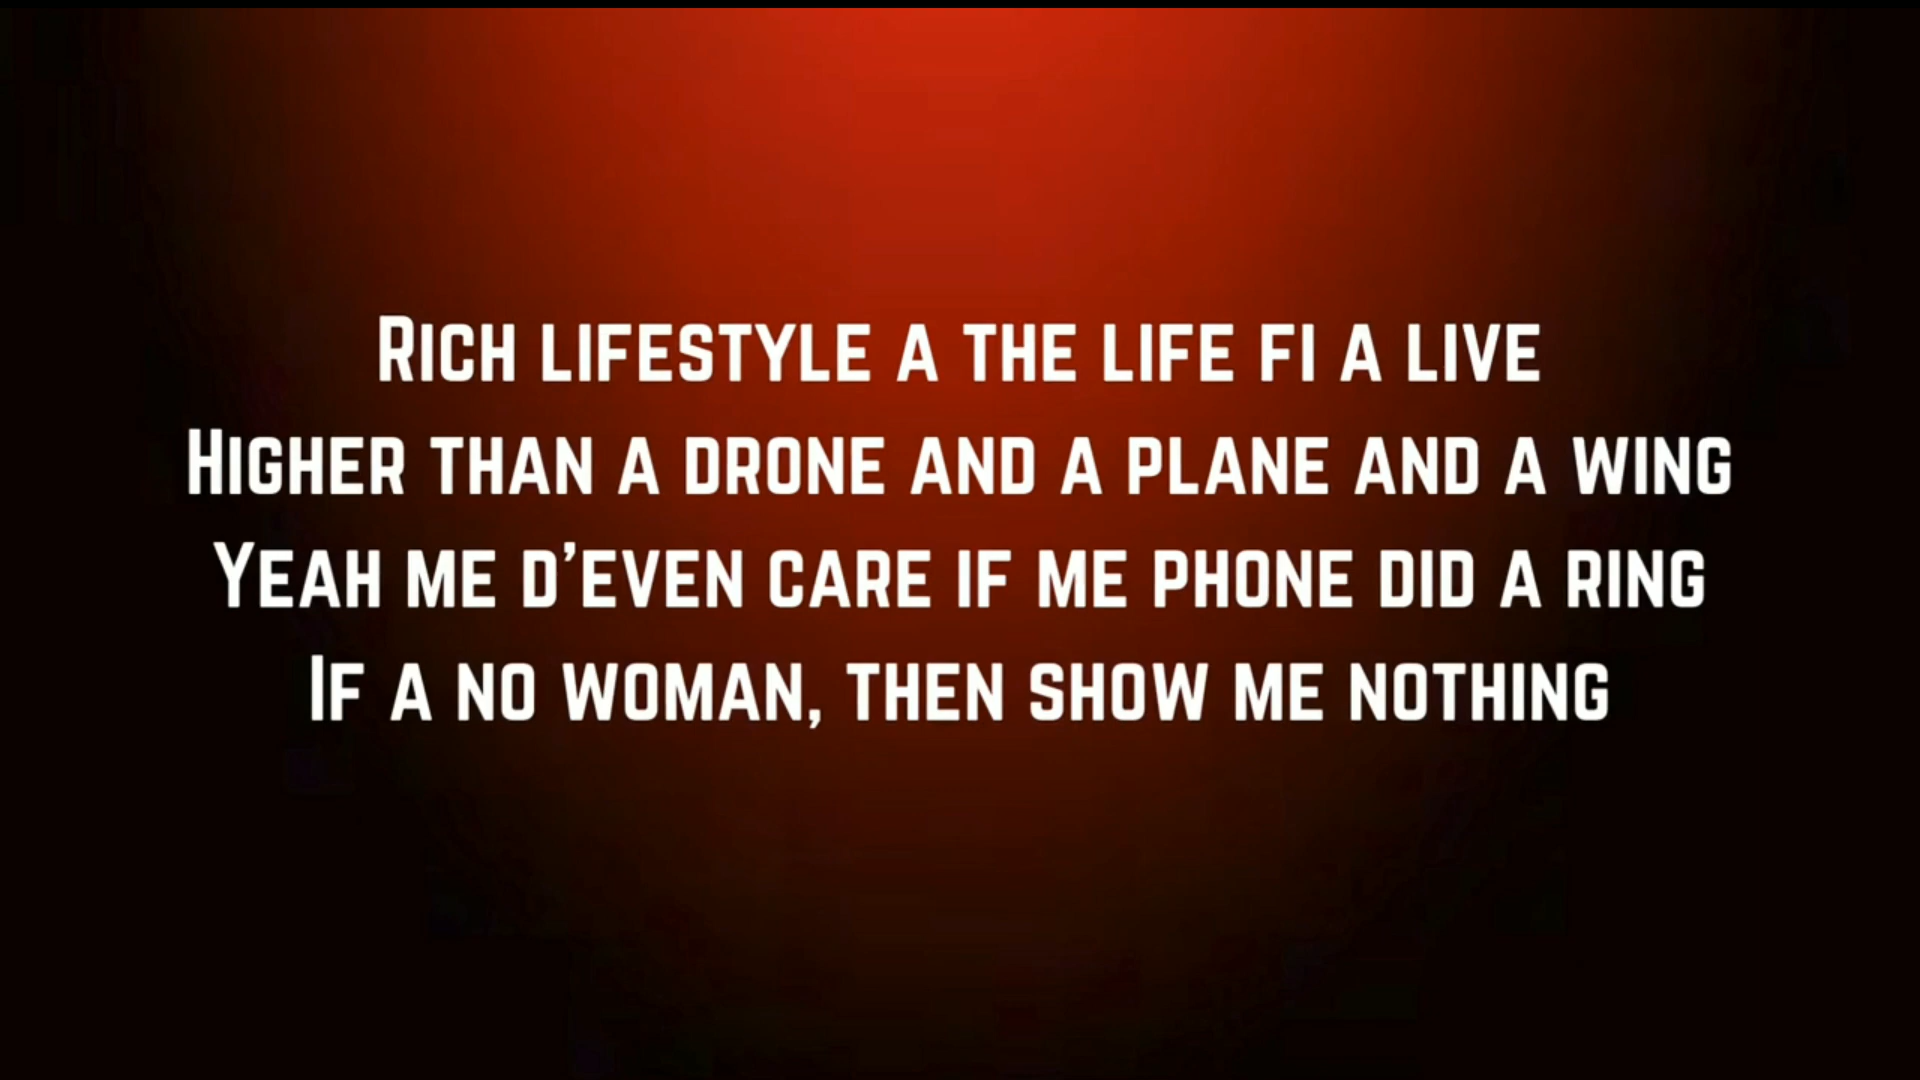 Rich lifestyle a the life fi a live
Higher than a drone and a plane and a wing
Yeah me d'even care if me phone did a ring
If a no woman, then show me nothing